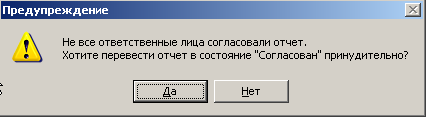 Предупреждение
Не все ответственные лица согласовали отчет.
Хотите перевести отчет в состояние "Согласован" принудительно?
Да
Нет